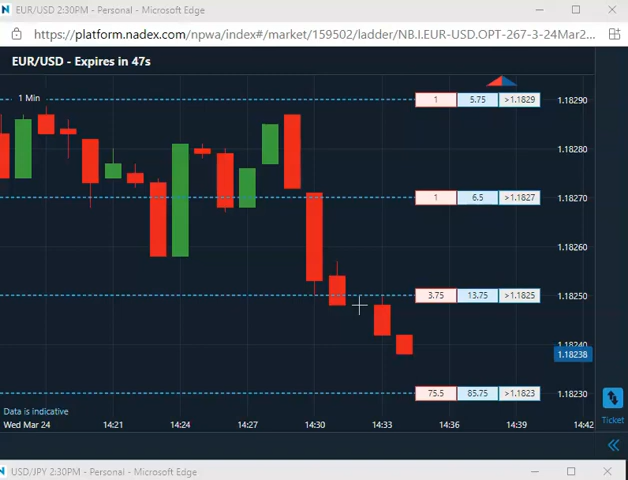 EUR/USD 2:30PM - Personal - Microsoft Edge
https://platform.nadex.com/npwa/index#/market/159502/ladder/NB.I.EUR-USD.OPT-267-3-24Mar2...
EUR/USD - Expires in 47s
1 Min
1 5.75 >1.1829 1.18290
1.18280
1 6.5 >1.1827 1.18270
1.18260
3.75 13.75 >1.1825 1.18250
1.18240
1.18238
75.5 85.75 >1.1823 1.18230
Ticket
Data is indicative
Wed Mar 24 14:21 14:24 14:27 14:30 14:33 14:36 14:39 14:42
USD/JPY 2:30PM - Personal - Microsoft Edge